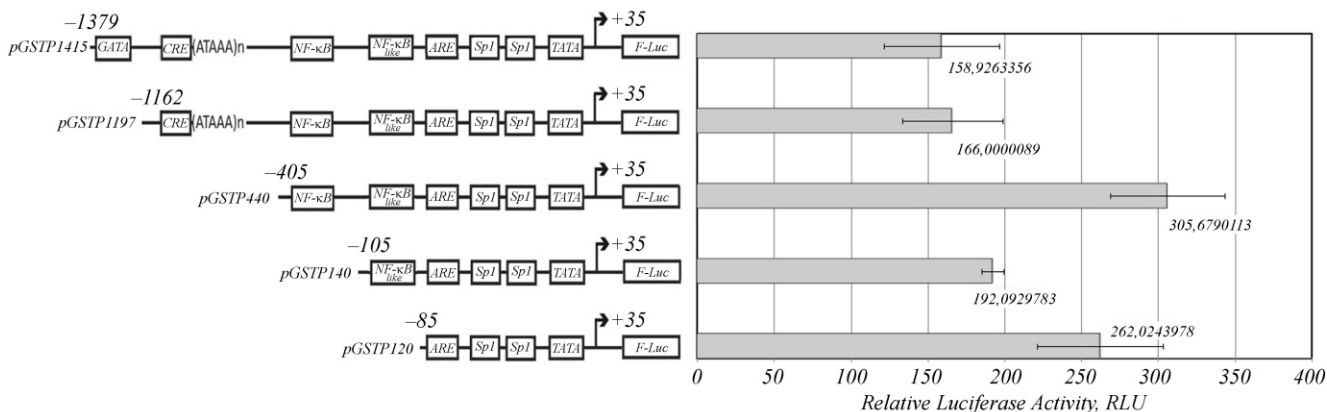 −1379
+35
pGSTP1415 GATA CRE (ATAAA)n NF-κB NF-κB like ARE Sp1 Sp1 TATA F-Luc
158,9263356
−1162
+35
pGSTP1197 CRE (ATAAA)n NF-κB NF-κB like ARE Sp1 Sp1 TATA F-Luc
166,0000089
−405
+35
pGSTP440 NF-κB NF-κB like ARE Sp1 Sp1 TATA F-Luc
305,6790113
−105
+35
pGSTP140 NF-κB like ARE Sp1 Sp1 TATA F-Luc
192,0929783
−85
+35
pGSTP120 ARE Sp1 Sp1 TATA F-Luc
262,0243978
0 50 100 150 200 250 300 350 400
Relative Luciferase Activity, RLU